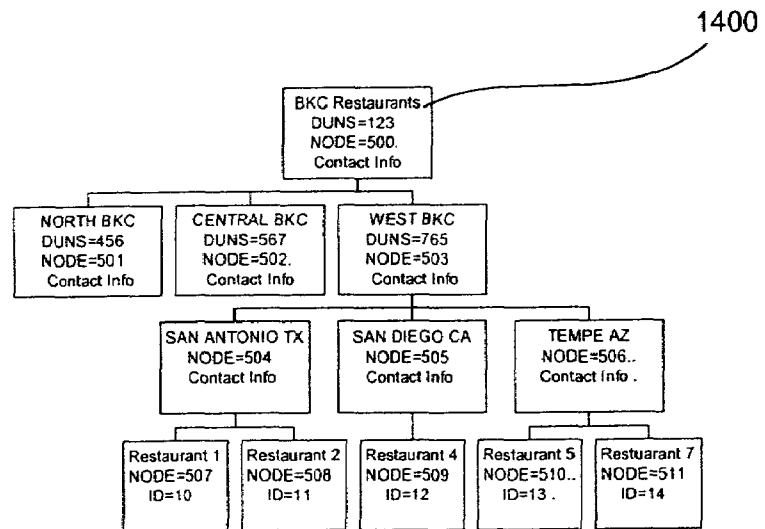 1400
BKC Restaurants
DUNS=123
NODE=500.
Contact Info
NORTH BKC
DUNS=456
NODE=501
Contact Info
CENTRAL BKC
DUNS=567
NODE=502.
Contact Info
WEST BKC
DUNS=765
NODE=503
Contact Info
SAN ANTONIO TX
NODE=504
Contact Info
SAN DIEGO CA
NODE=505
Contact Info
TEMPE AZ
NODE=506..
Contact Info .
Restaurant 1
NODE=507
ID=10
Restaurant 2
NODE=508
ID=11
Restaurant 4
NODE=509
ID=12
Restaurant 5
NODE=510..
ID=13 .
Restuarant 7
NODE=511
ID=14